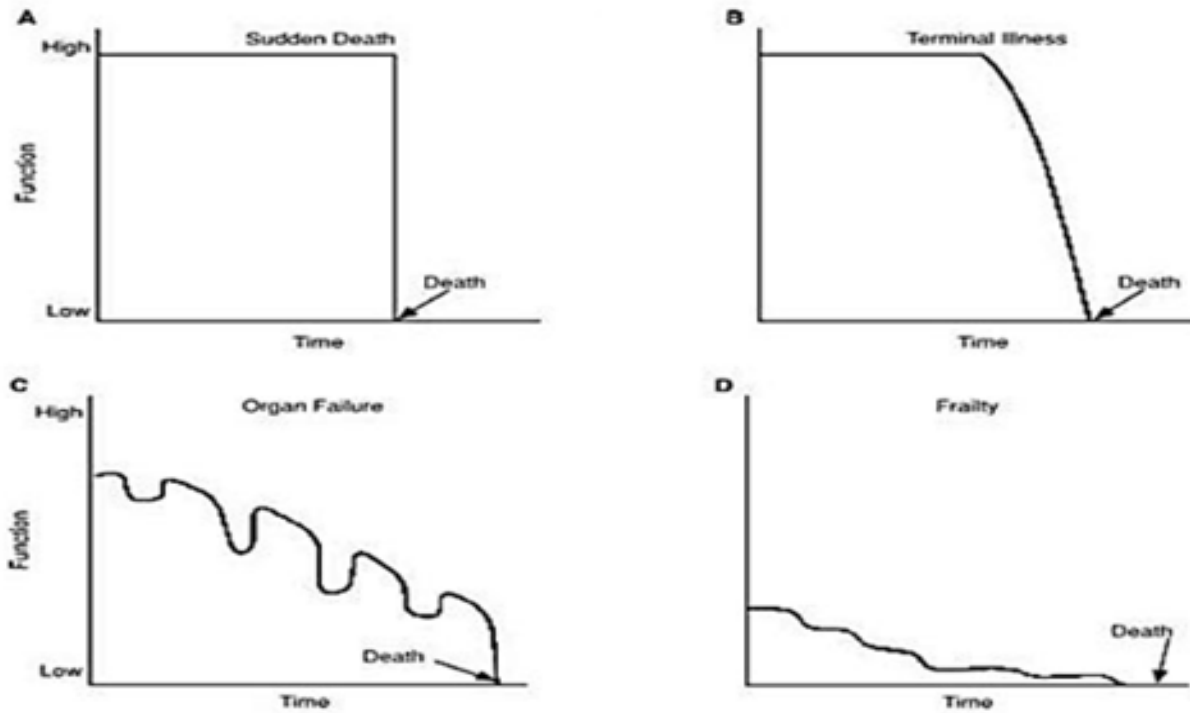 A
Sudden Death
High
Function
Low
Death
Time
B
Terminal Illness
Death
Time
C
Organ Failure
High
Function
Low
Death
Time
D
Frailty
Death
Time